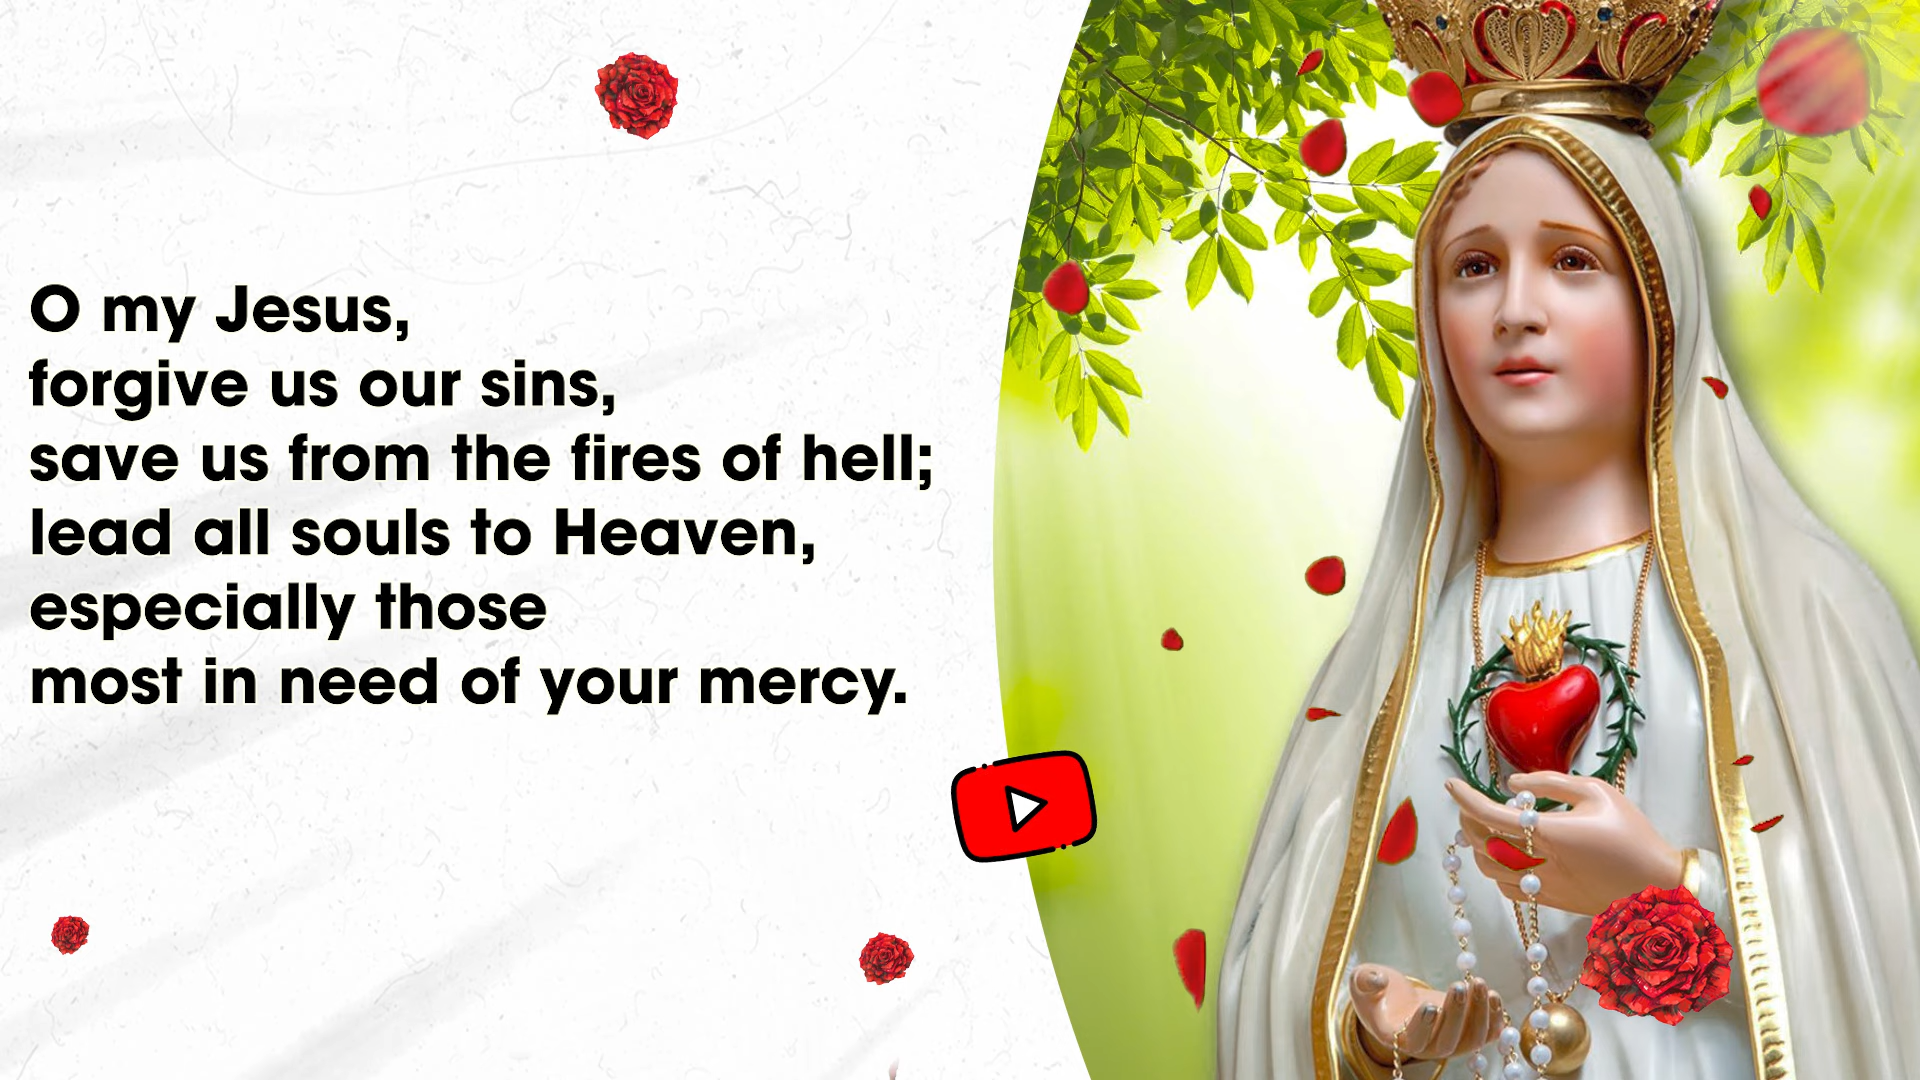 O my Jesus,
forgive us our sins,
save us from the fires of hell;
lead all souls to Heaven,
especially those
most in need of your mercy.